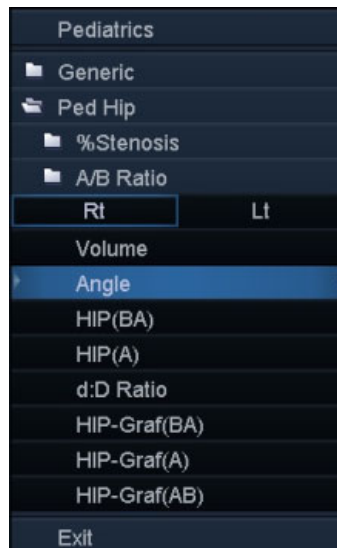 Pediatrics
Generic
Ped Hip
%Stenosis
A/B Ratio
Rt Lt
Volume
Angle
HIP(BA)
HIP(A)
d:D Ratio
HIP-Graf(BA)
HIP-Graf(A)
HIP-Graf(AB)
Exit